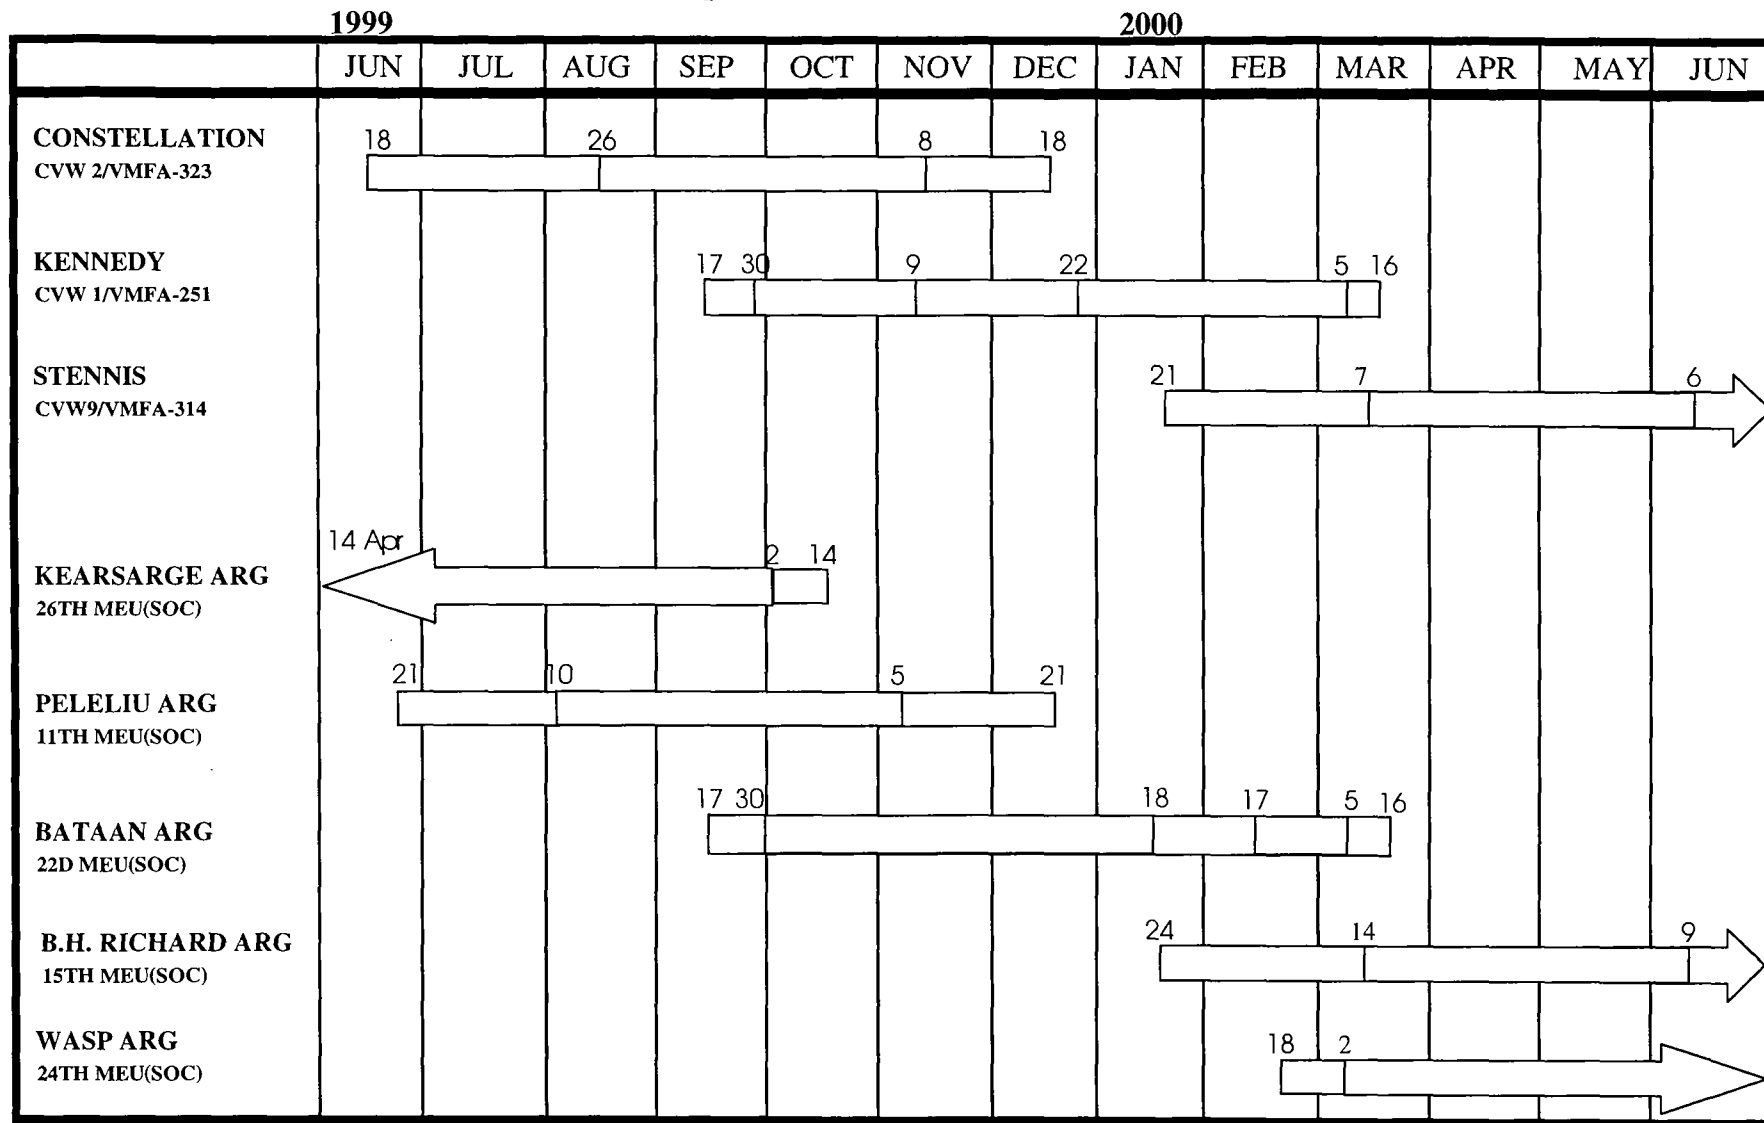 1999 2000
JUN JUL AUG SEP OCT NOV DEC JAN FEB MAR APR MAY JUN
CONSTELLATION
CVW 2/VMFA-323
18 26 8 18
KENNEDY
CVW 1/VMFA-251
17 30 9 22 5 16
STENNIS
CVW9/VMFA-314
21 7 6
14 Apr 2 14
KEARSARGE ARG
26TH MEU(SOC)
21 10 5 21
PELELIU ARG
11TH MEU(SOC)
17 30 18 17 5 16
BATAAN ARG
22D MEU(SOC)
B.H. RICHARD ARG
15TH MEU(SOC)
24 14 9
WASP ARG
24TH MEU(SOC)
18 2